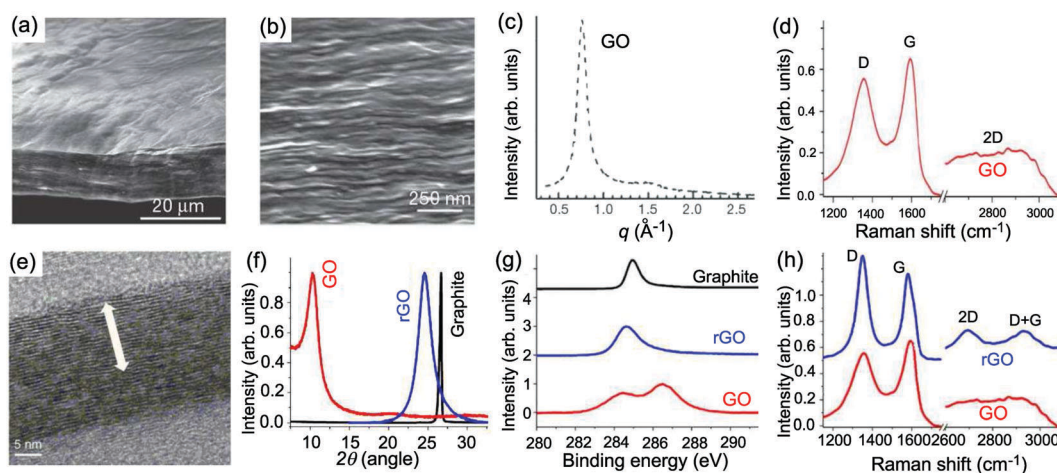 (a)
20 µm
(b)
250 nm
(c)
GO
Intensity (arb. units)
0.5 1.0 1.5 2.0 2.5
q (Å-1)
(d)
D
G
2D
GO
Intensity (arb. units)
0.6
0.4
0.2
0.0
1200 1400 1600 2800 3000
Raman shift (cm-1)
(e)
5 nm
(f)
GO
rGO
Graphite
Intensity (arb. units)
1.0
0.8
0.6
0.4
0.2
0.0
10 15 20 25 30
2θ (angle)
(g)
Graphite
rGO
GO
Intensity (arb. units)
5
4
3
2
1
0
280 282 284 286 288 290
Binding energy (eV)
(h)
D
G
2D
D+G
rGO
GO
Intensity (arb. units)
1.2
1.0
0.8
0.6
0.4
0.2
0.0
1200 1400 1600 2600 2800 3000
Raman shift (cm-1)